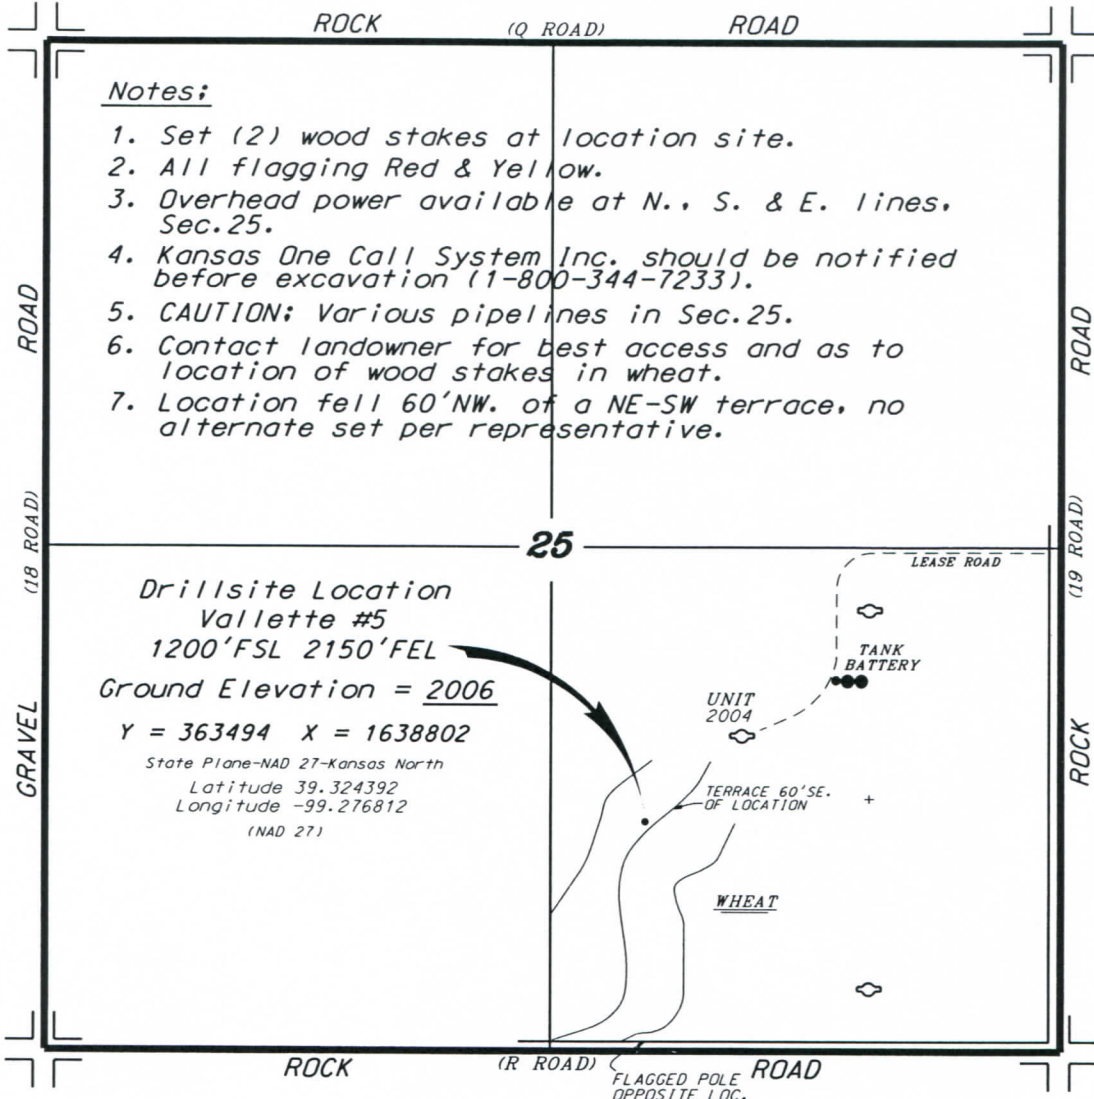 ROCK (Q ROAD) ROAD
Notes:
1. Set (2) wood stakes at location site.
2. All flagging Red & Yellow.
3. Overhead power available at N., S. & E. lines,
Sec.25.
4. Kansas One Call System Inc. should be notified
before excavation (1-800-344-7233).
5. CAUTION: Various pipelines in Sec.25.
6. Contact landowner for best access and as to
location of wood stakes in wheat.
7. Location fell 60'NW. of a NE-SW terrace, no
alternate set per representative.
ROAD
(18 ROAD)
GRAVEL
ROAD
(19 ROAD)
ROCK
25
LEASE ROAD
Drillsite Location
Vallette #5
1200'FSL 2150'FEL
Ground Elevation = 2006
Y = 363494 X = 1638802
State Plane-NAD 27-Kansas North
Latitude 39.324392
Longitude -99.276812
(NAD 27)
TANK
BATTERY
UNIT
2004
TERRACE 60'SE.
OF LOCATION
WHEAT
ROCK (R ROAD) ROAD
FLAGGED POLE
OPPOSITE LOC.